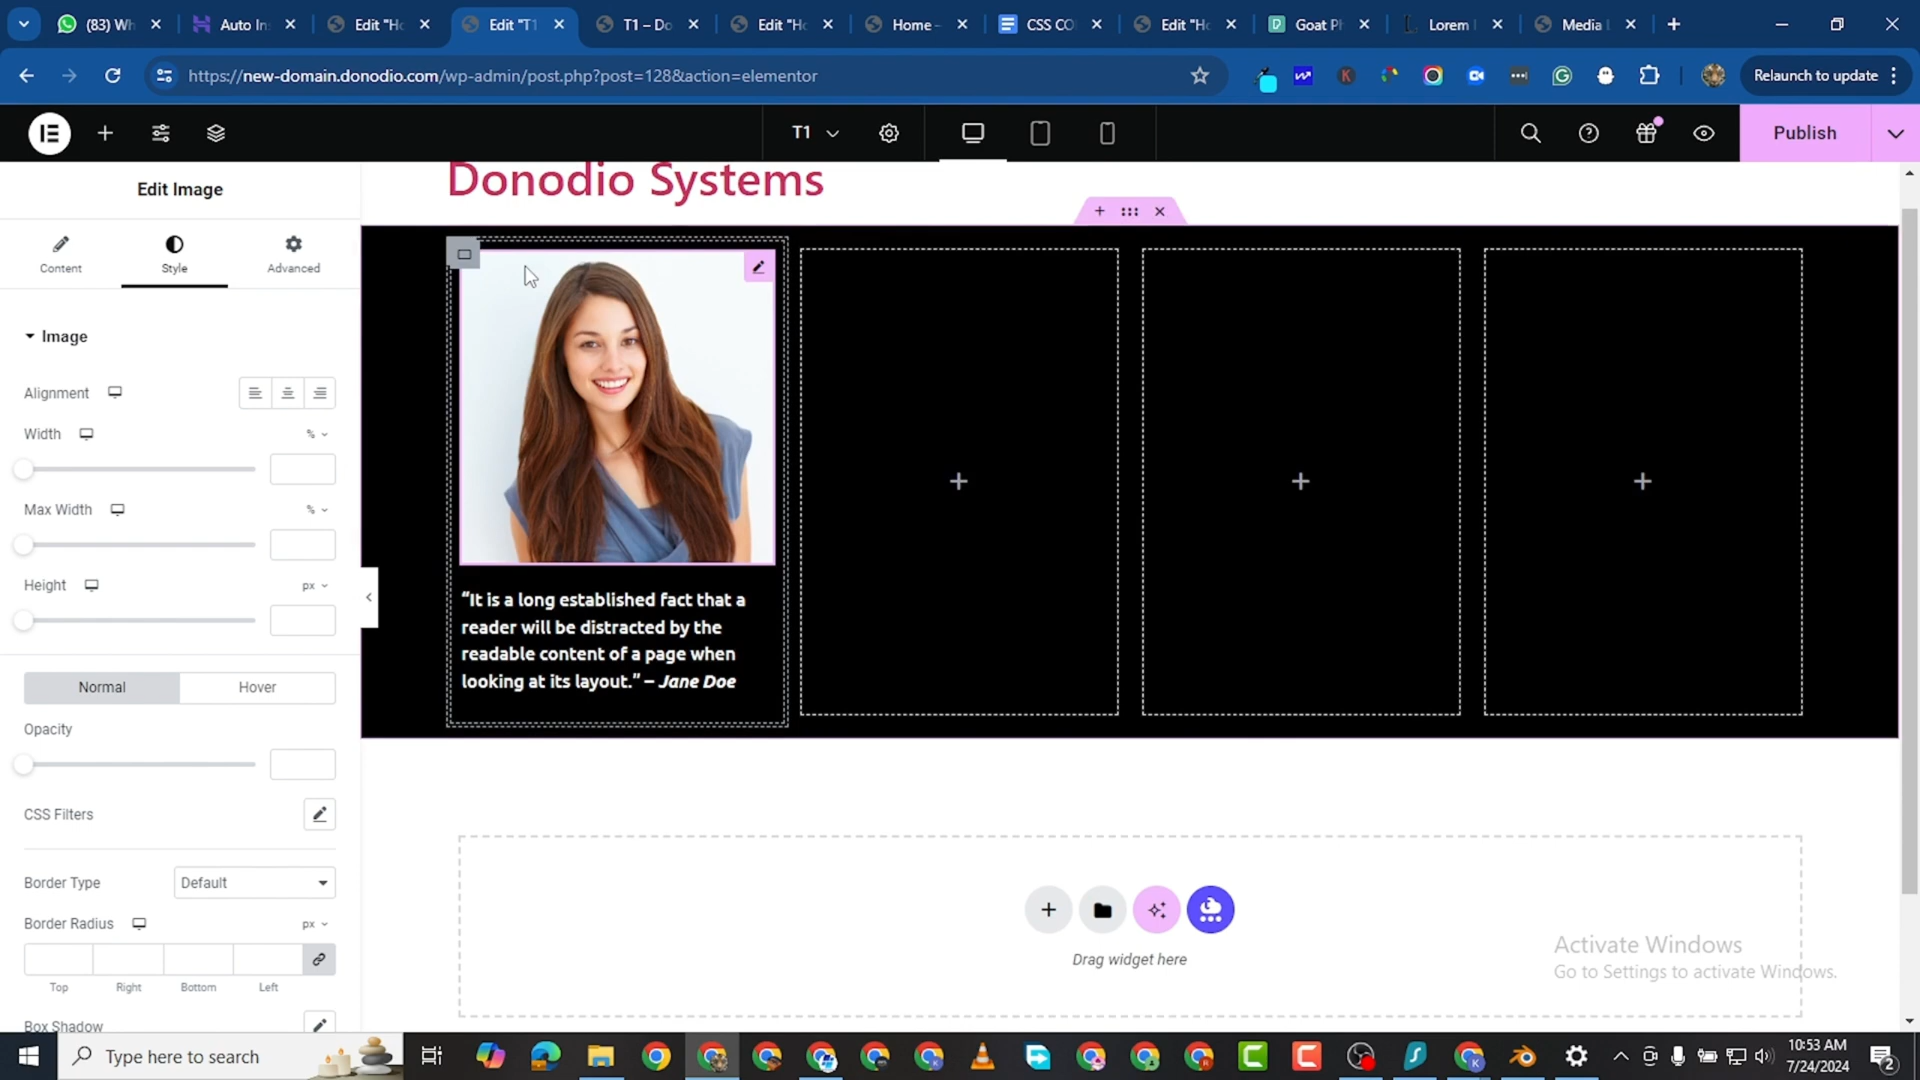 (83) Wh
Auto In
Edit "Ho
Edit "T1
T1 – Do
Edit "Ho
Home –
CSS CO
Edit "Ho
Goat Ph
Lorem
Media
https://new-domain.donodio.com/wp-admin/post.php?post=128&action=elementor
Relaunch to update
T1
Publish
Edit Image
Content
Style
Advanced
Image
Alignment
Width
%
Max Width
%
Height
px
Normal
Hover
Opacity
CSS Filters
Border Type
Default
Border Radius
px
Top
Right
Bottom
Left
Box Shadow
Donodio Systems
“It is a long established fact that a
reader will be distracted by the
readable content of a page when
looking at its layout.” – Jane Doe
Drag widget here
Activate Windows
Go to Settings to activate Windows.
Type here to search
10:53 AM
7/24/2024
2